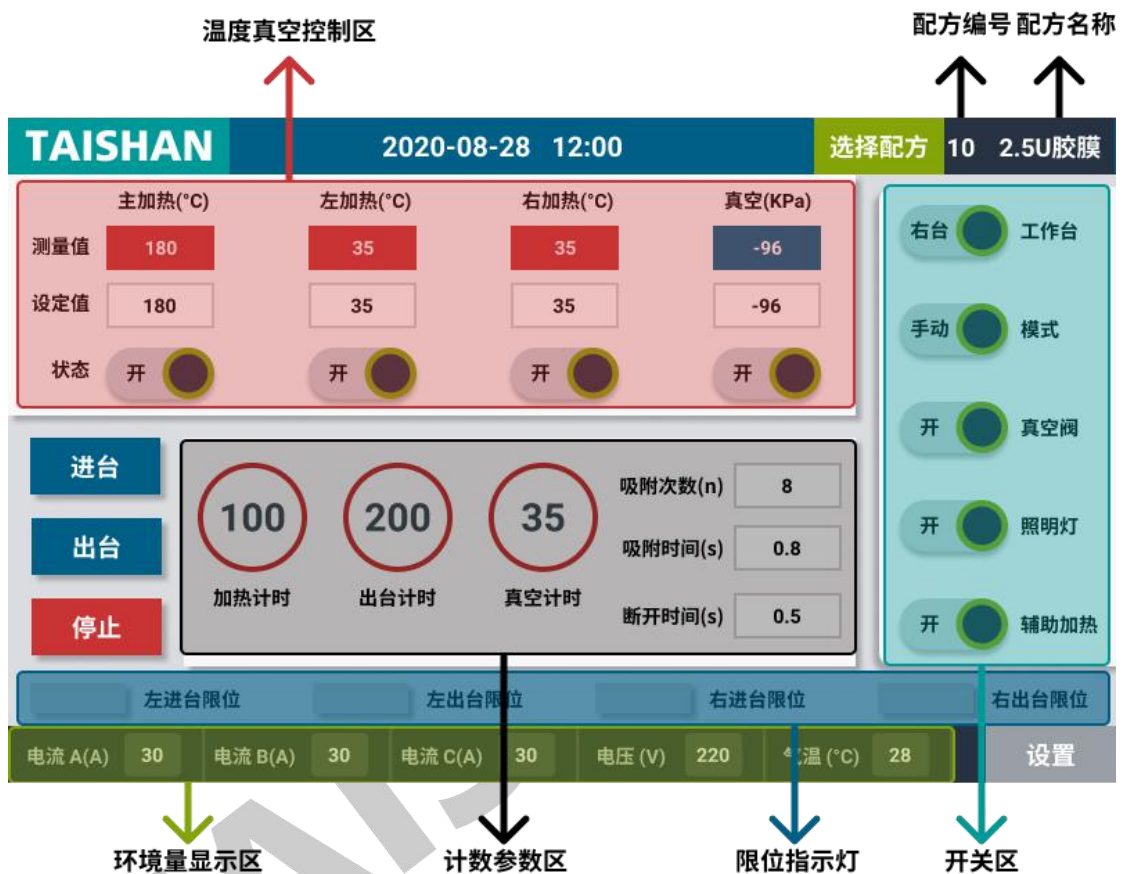 温度真空控制区
配方编号 配方名称
TAISHAN 2020-08-28 12:00 选择配方 10 2.5U胶膜
主加热(°C) 左加热(°C) 右加热(°C) 真空(KPa)
测量值 180 35 35 -96
设定值 180 35 35 -96
状态 开 开 开 开
右台 工作台
手动 模式
开 真空阀
开 照明灯
开 辅助加热
进台
出台
停止
100 200 35
加热计时 出台计时 真空计时
吸附次数(n) 8
吸附时间(s) 0.8
断开时间(s) 0.5
左进台限位 左出台限位 右进台限位 右出台限位
电流 A(A) 30 电流 B(A) 30 电流 C(A) 30 电压 (V) 220 气温 (°C) 28 设置
环境量显示区 计数参数区 限位指示灯 开关区